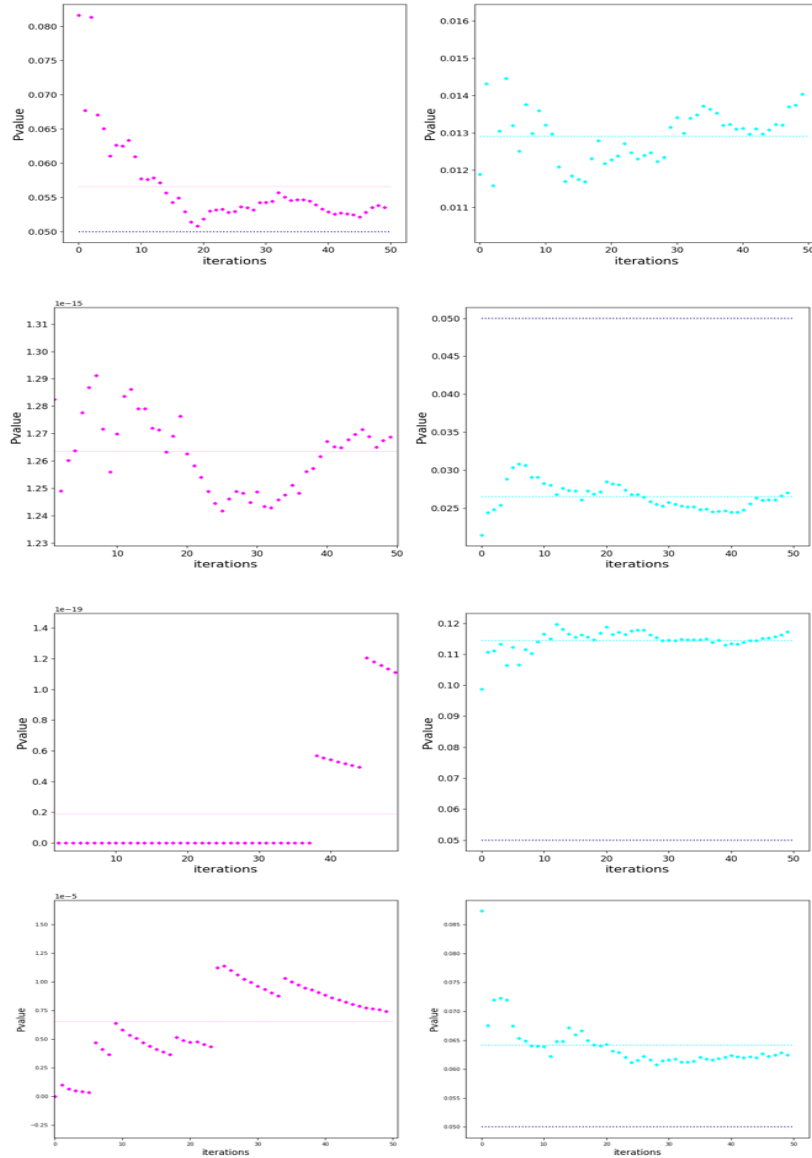 0.080
0.075
0.070
0.065
0.060
0.055
0.050
Pvalue
0 10 20 30 40 50
iterations
0.016
0.015
0.014
0.013
0.012
0.011
Pvalue
0 10 20 30 40 50
iterations
1e−15
1.31
1.30
1.29
1.28
1.27
1.26
1.25
1.24
1.23
Pvalue
10 20 30 40 50
iterations
0.050
0.045
0.040
0.035
0.030
0.025
Pvalue
0 10 20 30 40 50
iterations
1e−19
1.4
1.2
1.0
0.8
0.6
0.4
0.2
0.0
Pvalue
10 20 30 40
iterations
0.12
0.11
0.10
0.09
0.08
0.07
0.06
0.05
Pvalue
0 10 20 30 40 50
iterations
1e−5
1.50
1.25
1.00
0.75
0.50
0.25
0.00
−0.25
Pvalue
0 10 20 30 40 50
iterations
0.085
0.080
0.075
0.070
0.065
0.060
0.055
0.050
Pvalue
0 10 20 30 40 50
iterations